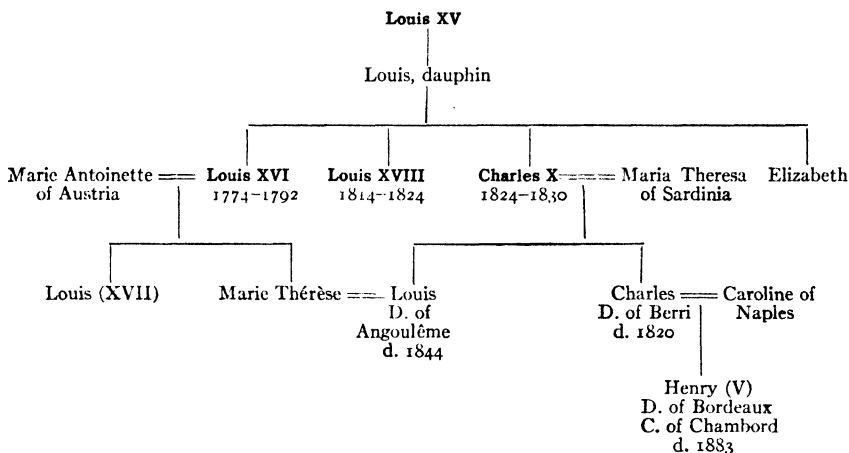 Louis XV
Louis, dauphin
Marie Antoinette
of Austria
Louis XVI
1774–1792
Louis XVIII
1814–1824
Charles X
1824–1830
Maria Theresa
of Sardinia
Elizabeth
Louis (XVII)
Marie Thérèse
Louis
D. of
Angoulême
d. 1844
Charles
D. of Berri
d. 1820
Caroline of
Naples
Henry (V)
D. of Bordeaux
C. of Chambord
d. 1883